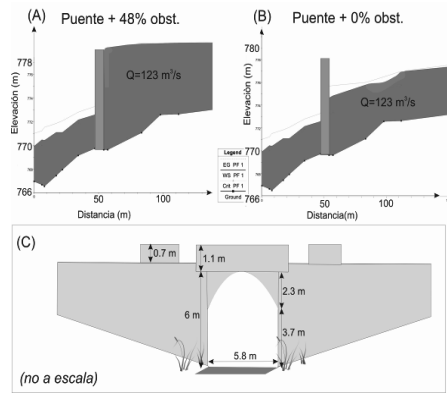 (A) Puente + 48% obst.
(B) Puente + 0% obst.
Elevación (m)
778
770
766
Q=123 m³/s
0
50
100
Distancia (m)
Elevación (m)
780
770
766
Q=123 m³/s
0
50
100
Distancia(m)
Legend
EG PF 1
WS PF 1
Crit PF 1
Ground
(C)
0.7 m
1.1 m
6 m
2.3 m
3.7 m
5.8 m
(no a escala)